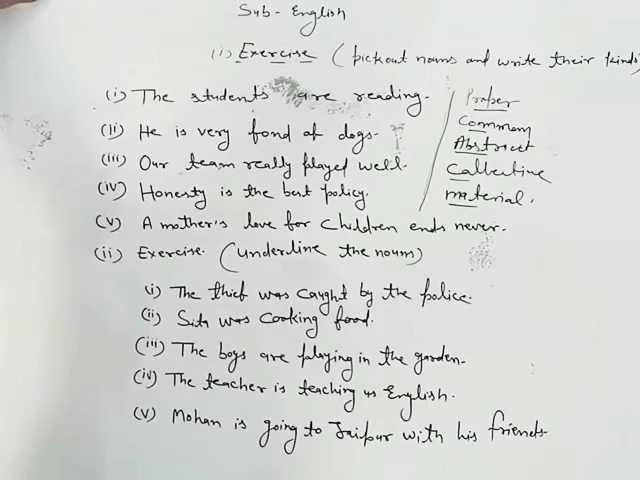 Sub - English
(i) Exercise (pickout nouns and write their kinds)
(i) The students are reading.
(ii) He is very fond of dogs.
(iii) Our team really played well.
(iv) Honesty is the best policy.
(v) A mother's love for children ends never.
Proper
Common
Abstract
Collective
material.
(ii) Exercise. (underline the noun)
(i) The thief was caught by the police.
(ii) Sita was cooking food.
(iii) The boys are playing in the garden.
(iv) The teacher is teaching us English.
(v) Mohan is going to Jaipur with his friends.